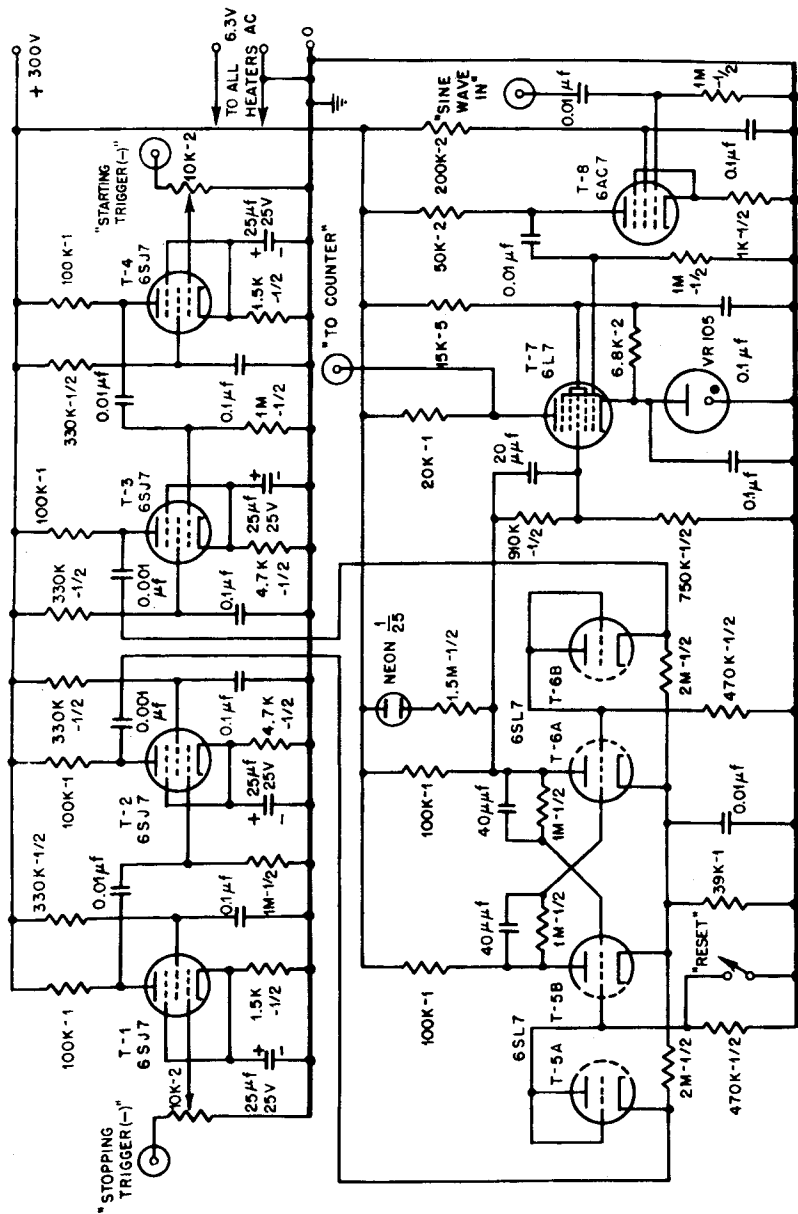 "STOPPING
TRIGGER(−)"
10K-2
25µf
25V
+
-
T-1
6SJ7
100K-1
1.5K
-1/2
330K-1/2
0.01µf
0.1µf
1M-1/2
T-2
6SJ7
100K-1
25µf
25V
+
-
4.7K
-1/2
330K
-1/2
0.001
µf
0.1µf
T-3
6SJ7
330K
-1/2
100K-1
0.001
µf
0.1µf
4.7K
-1/2
25µf
25V
+
-
330K-1/2
0.01µf
0.1µf
1M
-1/2
T-4
6SJ7
100K-1
1.5K
-1/2
25µf
25V
+
-
"STARTING
TRIGGER(−)"
10K-2
+ 300V
TO ALL
HEATERS
6.3V
AC
0
"TO COUNTER"
6SL7
T-5A
T-5B
100K-1
40µµf
1M-1/2
2M-1/2
470K-1/2
"RESET"
39K-1
0.01µf
6SL7
T-6A
T-6B
100K-1
40µµf
1M-1/2
2M-1/2
470K-1/2
NEON 1/25
1.5M-1/2
910K
-1/2
20
µµf
750K-1/2
20K-1
T-7
6L7
15K-5
6.8K-2
VR105
0.1µf
0.1µf
50K-2
0.01µf
1M
-1/2
200K-2
T-8
6AC7
1K-1/2
"SINE
WAVE"
IN"
0.01µf
1M
-1/2
0.1µf